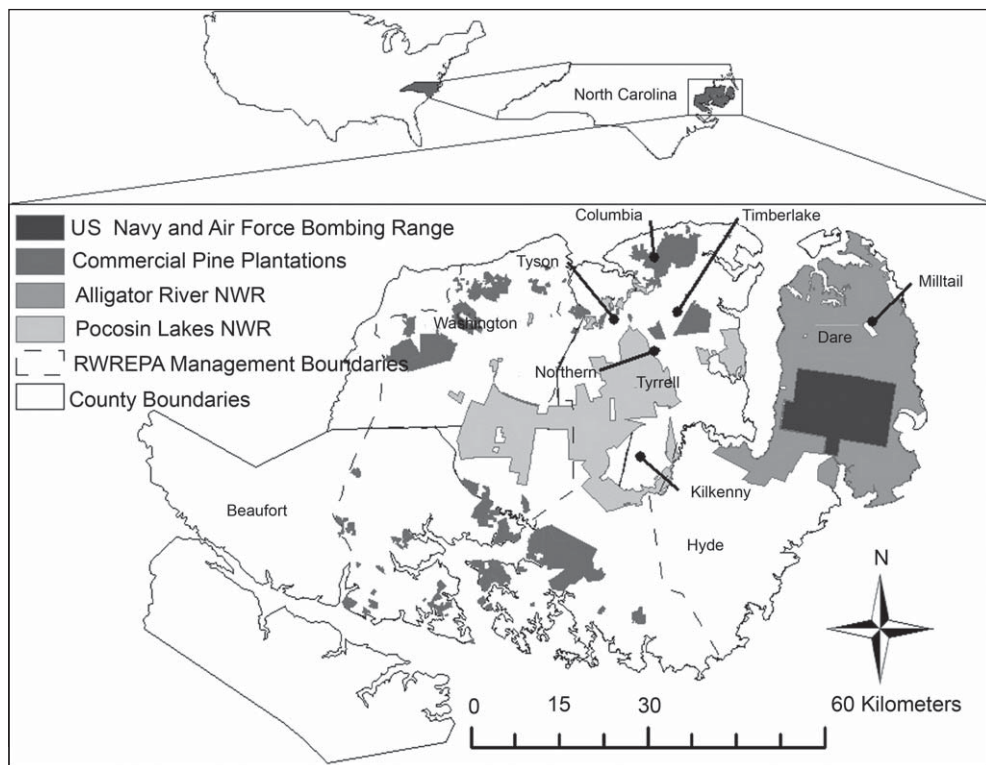 North Carolina
US Navy and Air Force Bombing Range
Commercial Pine Plantations
Alligator River NWR
Pocosin Lakes NWR
RWREPA Management Boundaries
County Boundaries
Columbia
Timberlake
Tyson
Milltail
Washington
Dare
Northern
Tyrrell
Kilkenny
Beaufort
Hyde
N
0 15 30 60 Kilometers